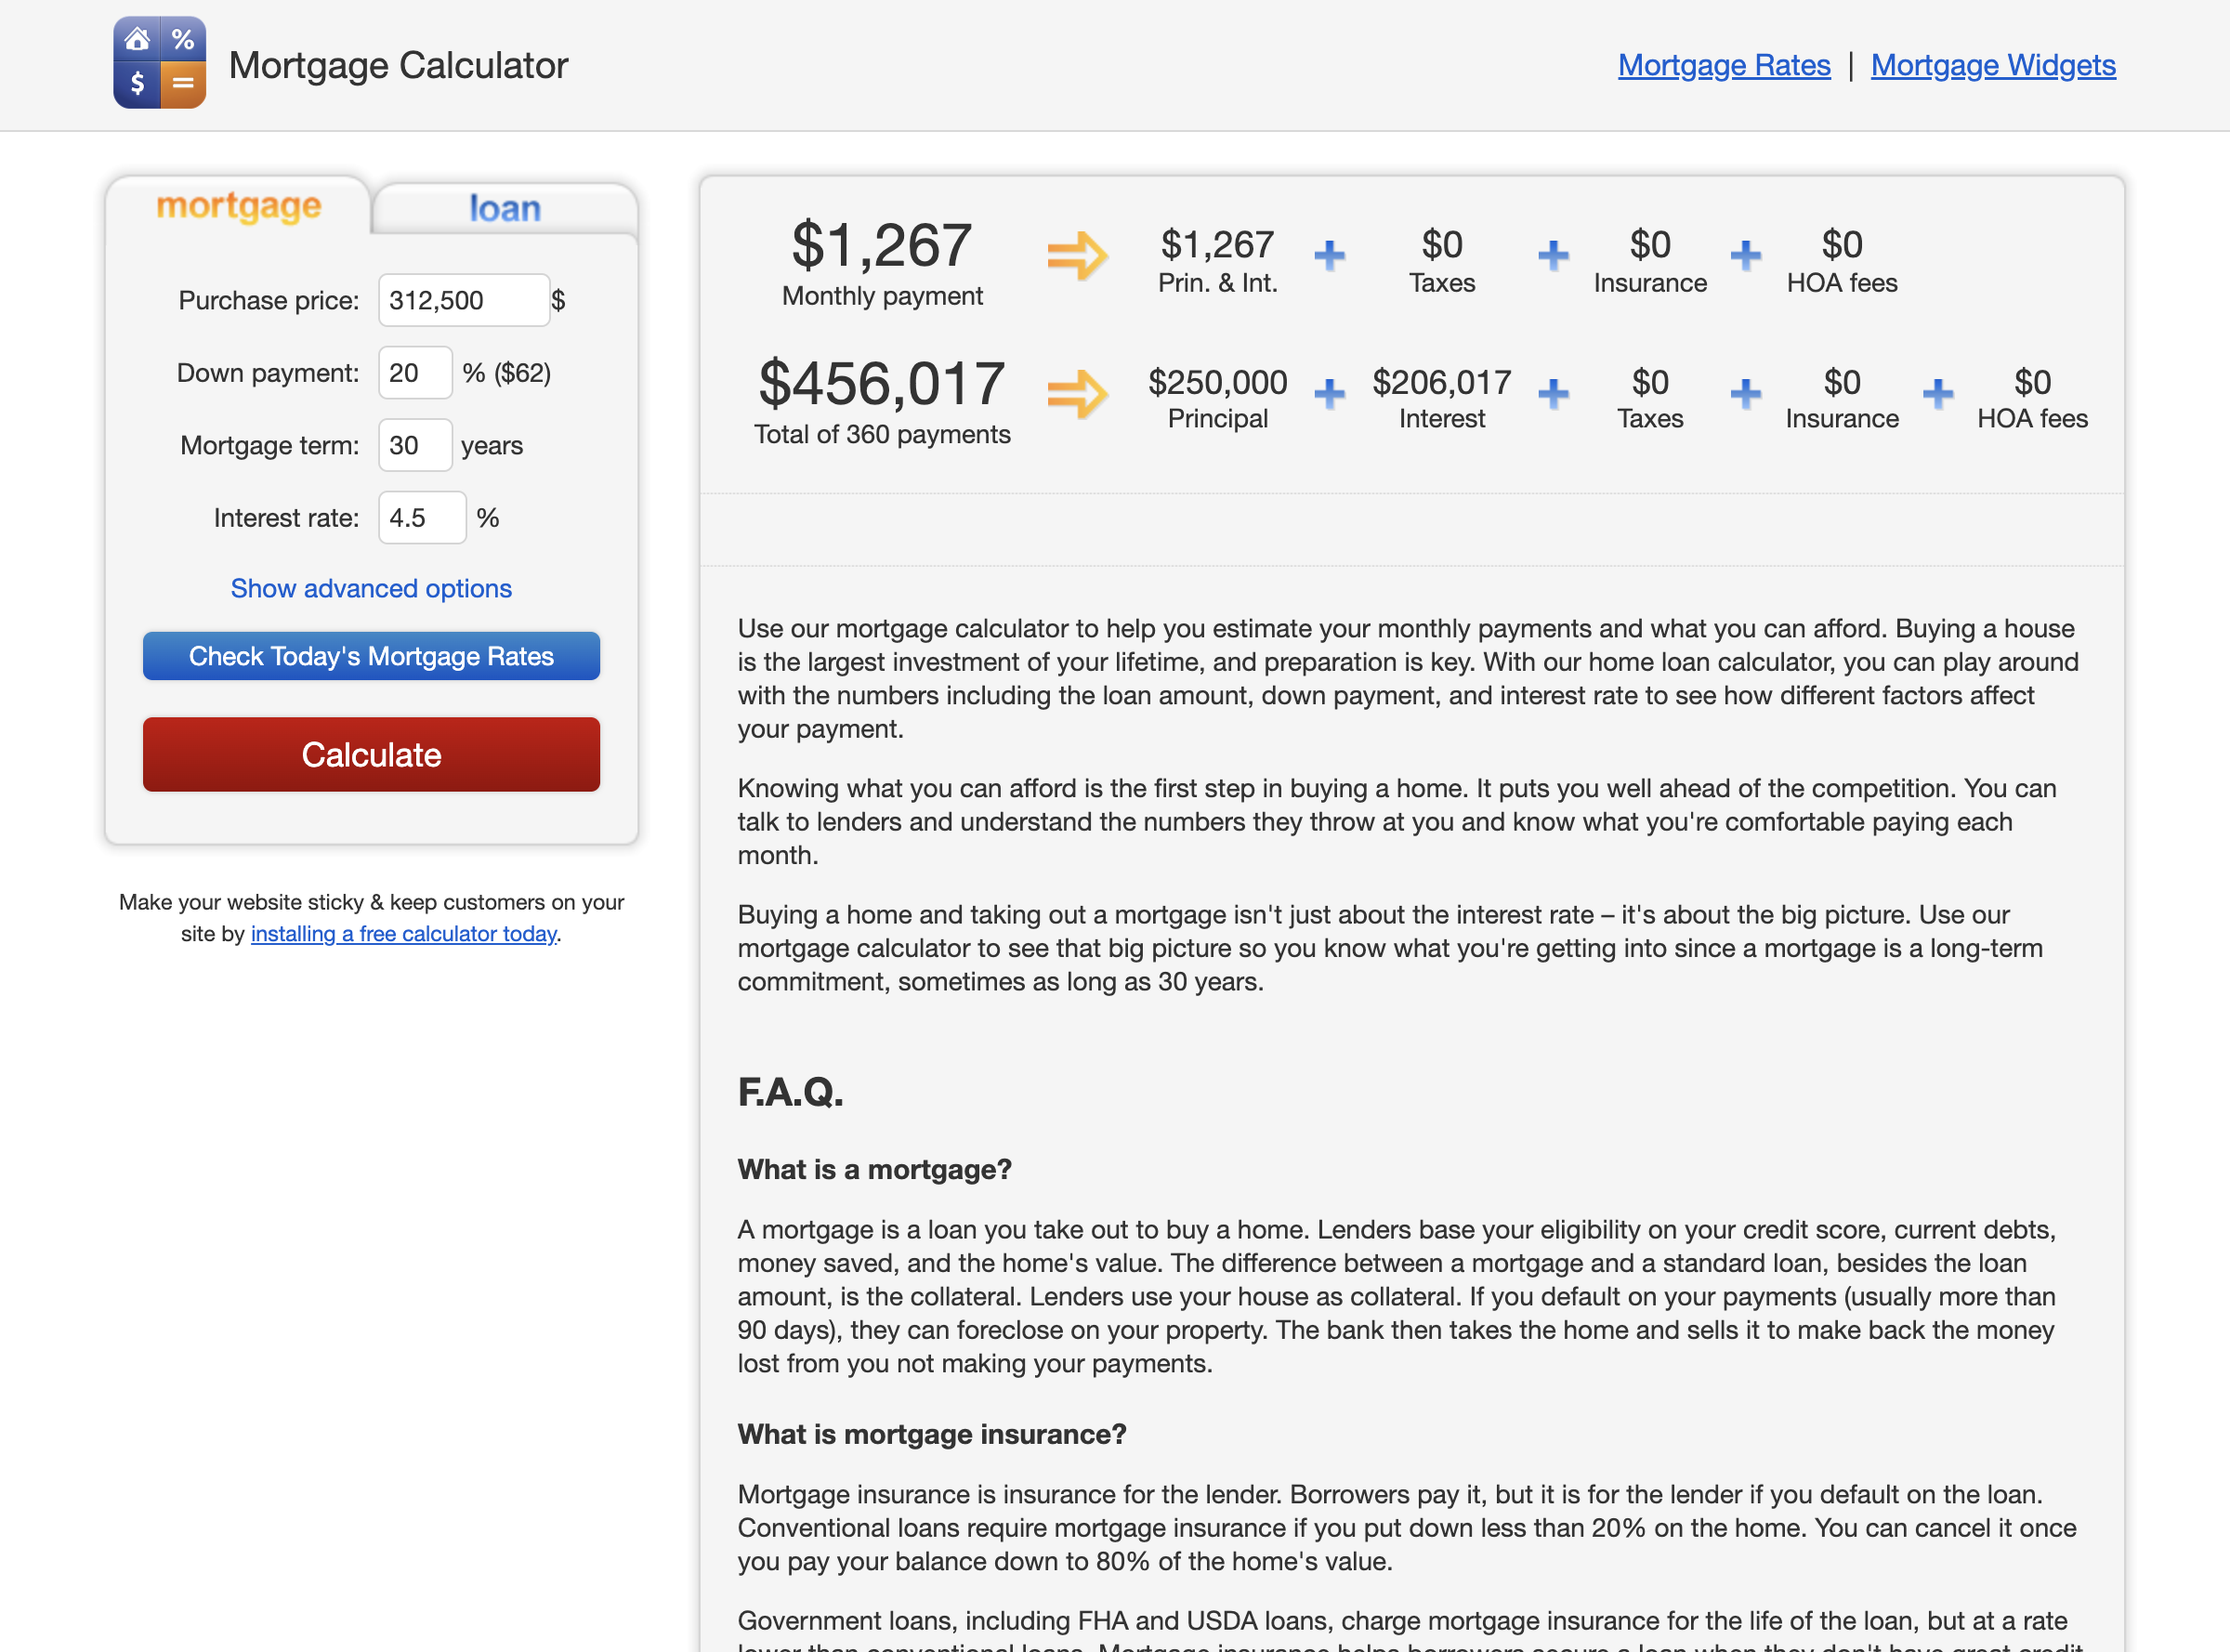 % $ =
Mortgage Calculator
Mortgage Rates | Mortgage Widgets
mortgage
loan
Purchase price: 312,500 $
Down payment: 20 % ($62)
Mortgage term: 30 years
Interest rate: 4.5 %
Show advanced options
Check Today's Mortgage Rates
Calculate
Make your website sticky & keep customers on your
site by installing a free calculator today.
$1,267 $1,267 + $0 + $0 + $0
Monthly payment Prin. & Int. Taxes Insurance HOA fees
$456,017 $250,000 + $206,017 + $0 + $0 + $0
Total of 360 payments Principal Interest Taxes Insurance HOA fees
Use our mortgage calculator to help you estimate your monthly payments and what you can afford. Buying a house
is the largest investment of your lifetime, and preparation is key. With our home loan calculator, you can play around
with the numbers including the loan amount, down payment, and interest rate to see how different factors affect
your payment.
Knowing what you can afford is the first step in buying a home. It puts you well ahead of the competition. You can
talk to lenders and understand the numbers they throw at you and know what you're comfortable paying each
month.
Buying a home and taking out a mortgage isn't just about the interest rate – it's about the big picture. Use our
mortgage calculator to see that big picture so you know what you're getting into since a mortgage is a long-term
commitment, sometimes as long as 30 years.
F.A.Q.
What is a mortgage?
A mortgage is a loan you take out to buy a home. Lenders base your eligibility on your credit score, current debts,
money saved, and the home's value. The difference between a mortgage and a standard loan, besides the loan
amount, is the collateral. Lenders use your house as collateral. If you default on your payments (usually more than
90 days), they can foreclose on your property. The bank then takes the home and sells it to make back the money
lost from you not making your payments.
What is mortgage insurance?
Mortgage insurance is insurance for the lender. Borrowers pay it, but it is for the lender if you default on the loan.
Conventional loans require mortgage insurance if you put down less than 20% on the home. You can cancel it once
you pay your balance down to 80% of the home's value.
Government loans, including FHA and USDA loans, charge mortgage insurance for the life of the loan, but at a rate
lower than conventional loans. Mortgage insurance helps borrowers secure a loan when they don't have great credit